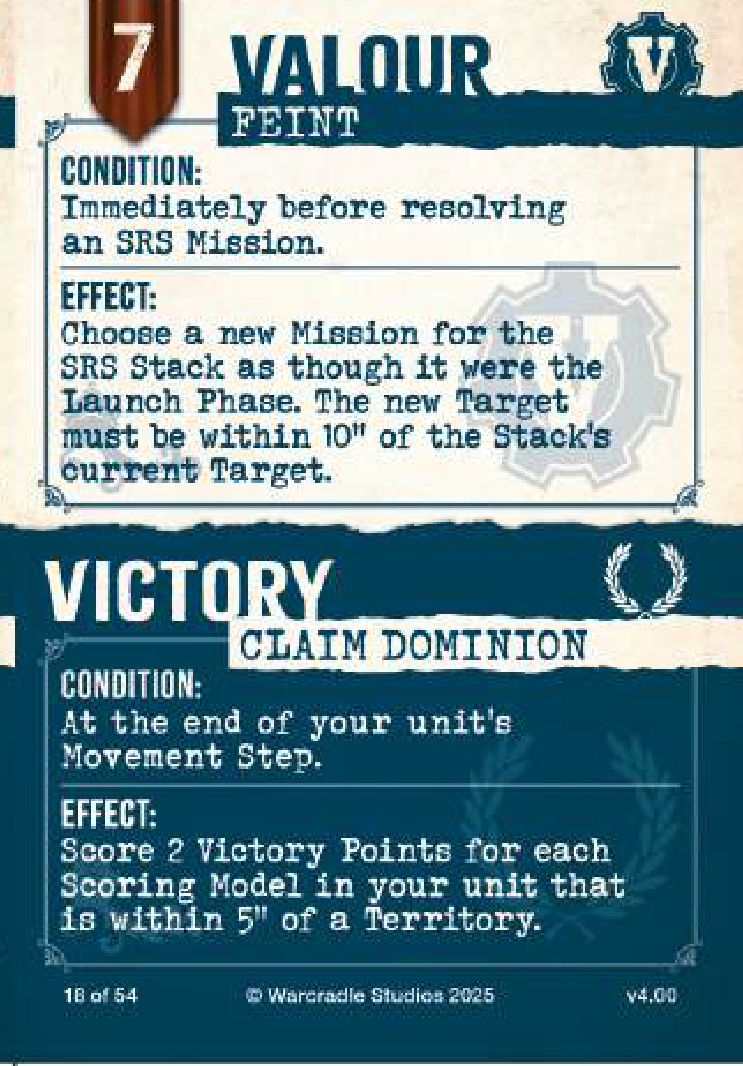 7
VALOUR
V
FEINT
CONDITION:
Immediately before resolving
an SRS Mission.
EFFECT:
Choose a new Mission for the
SRS Stack as though it were the
Launch Phase. The new Target
must be within 10" of the Stack's
current Target.
VICTORY
CLAIM DOMINION
CONDITION:
At the end of your unit's
Movement Step.
EFFECT:
Score 2 Victory Points for each
Scoring Model in your unit that
is within 5" of a Territory.
18 of 54 © Warcradle Studios 2025 v4.00